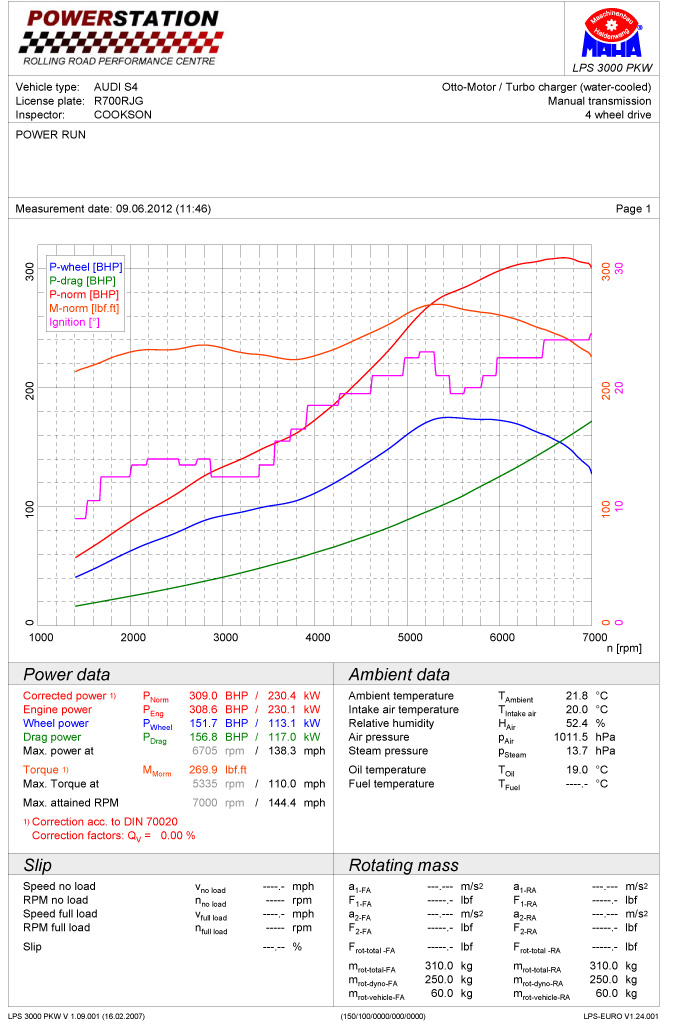 POWERSTATION
ROLLING ROAD PERFORMANCE CENTRE
Maschinenbau
Haldenwang
MAHA
LPS 3000 PKW
Vehicle type: AUDI S4
Otto-Motor / Turbo charger (water-cooled)
License plate: R700RJG
Manual transmission
Inspector: COOKSON
4 wheel drive
POWER RUN
Measurement date: 09.06.2012 (11:46)
Page 1
P-wheel [BHP]
P-drag [BHP]
P-norm [BHP]
M-norm [lbf.ft]
Ignition [°]
300
200
100
0
300 30
200 20
100 10
0 0
1000 2000 3000 4000 5000 6000 7000
n [rpm]
Power data
Corrected power 1) PNorm 309.0 BHP / 230.4 kW
Engine power PEng 308.6 BHP / 230.1 kW
Wheel power PWheel 151.7 BHP / 113.1 kW
Drag power PDrag 156.8 BHP / 117.0 kW
Max. power at 6705 rpm / 138.3 mph
Torque 1) MNorm 269.9 lbf.ft
Max. Torque at 5335 rpm / 110.0 mph
Max. attained RPM 7000 rpm / 144.4 mph
1) Correction acc. to DIN 70020
Correction factors: QV = 0.00 %
Ambient data
Ambient temperature TAmbient 21.8 °C
Intake air temperature TIntake air 20.0 °C
Relative humidity HAir 52.4 %
Air pressure pAir 1011.5 hPa
Steam pressure pSteam 13.7 hPa
Oil temperature TOil 19.0 °C
Fuel temperature TFuel ----.- °C
Slip
Speed no load vno load ----.- mph
RPM no load nno load ----- rpm
Speed full load vfull load ----.- mph
RPM full load nfull load ----- rpm
Slip ---.-- %
Rotating mass
a1-FA ---.--- m/s2 a1-RA ---.--- m/s2
F1-FA -----.- lbf F1-RA -----.- lbf
a2-FA ---.--- m/s2 a2-RA ---.--- m/s2
F2-FA -----.- lbf F2-RA -----.- lbf
Frot-total -FA -----.- lbf Frot-total -RA -----.- lbf
mrot-total-FA 310.0 kg mrot-total-RA 310.0 kg
mrot-dyno-FA 250.0 kg mrot-dyno-RA 250.0 kg
mrot-vehicle-FA 60.0 kg mrot-vehicle-RA 60.0 kg
LPS 3000 PKW V 1.09.001 (16.02.2007)
(150/100/0000/000/0000)
LPS-EURO V1.24.001